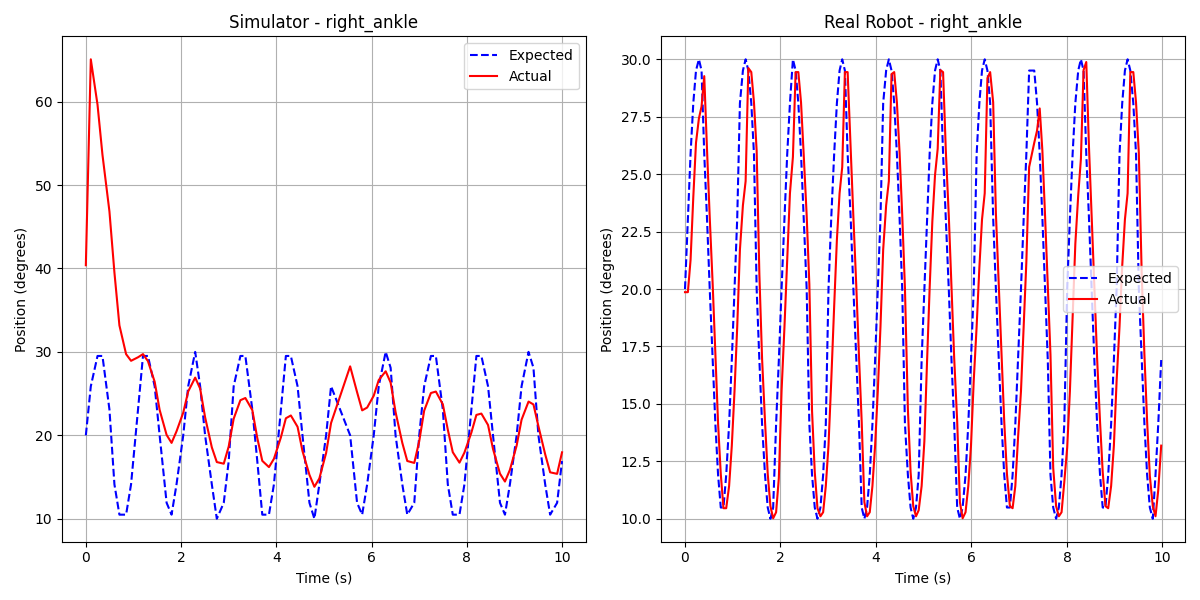 Simulator - right_ankle
Expected
Actual
Position (degrees)
60
50
40
30
20
10
0
2
4
6
8
10
Time (s)
Real Robot - right_ankle
Expected
Actual
Position (degrees)
30.0
27.5
25.0
22.5
20.0
17.5
15.0
12.5
10.0
0
2
4
6
8
10
Time (s)